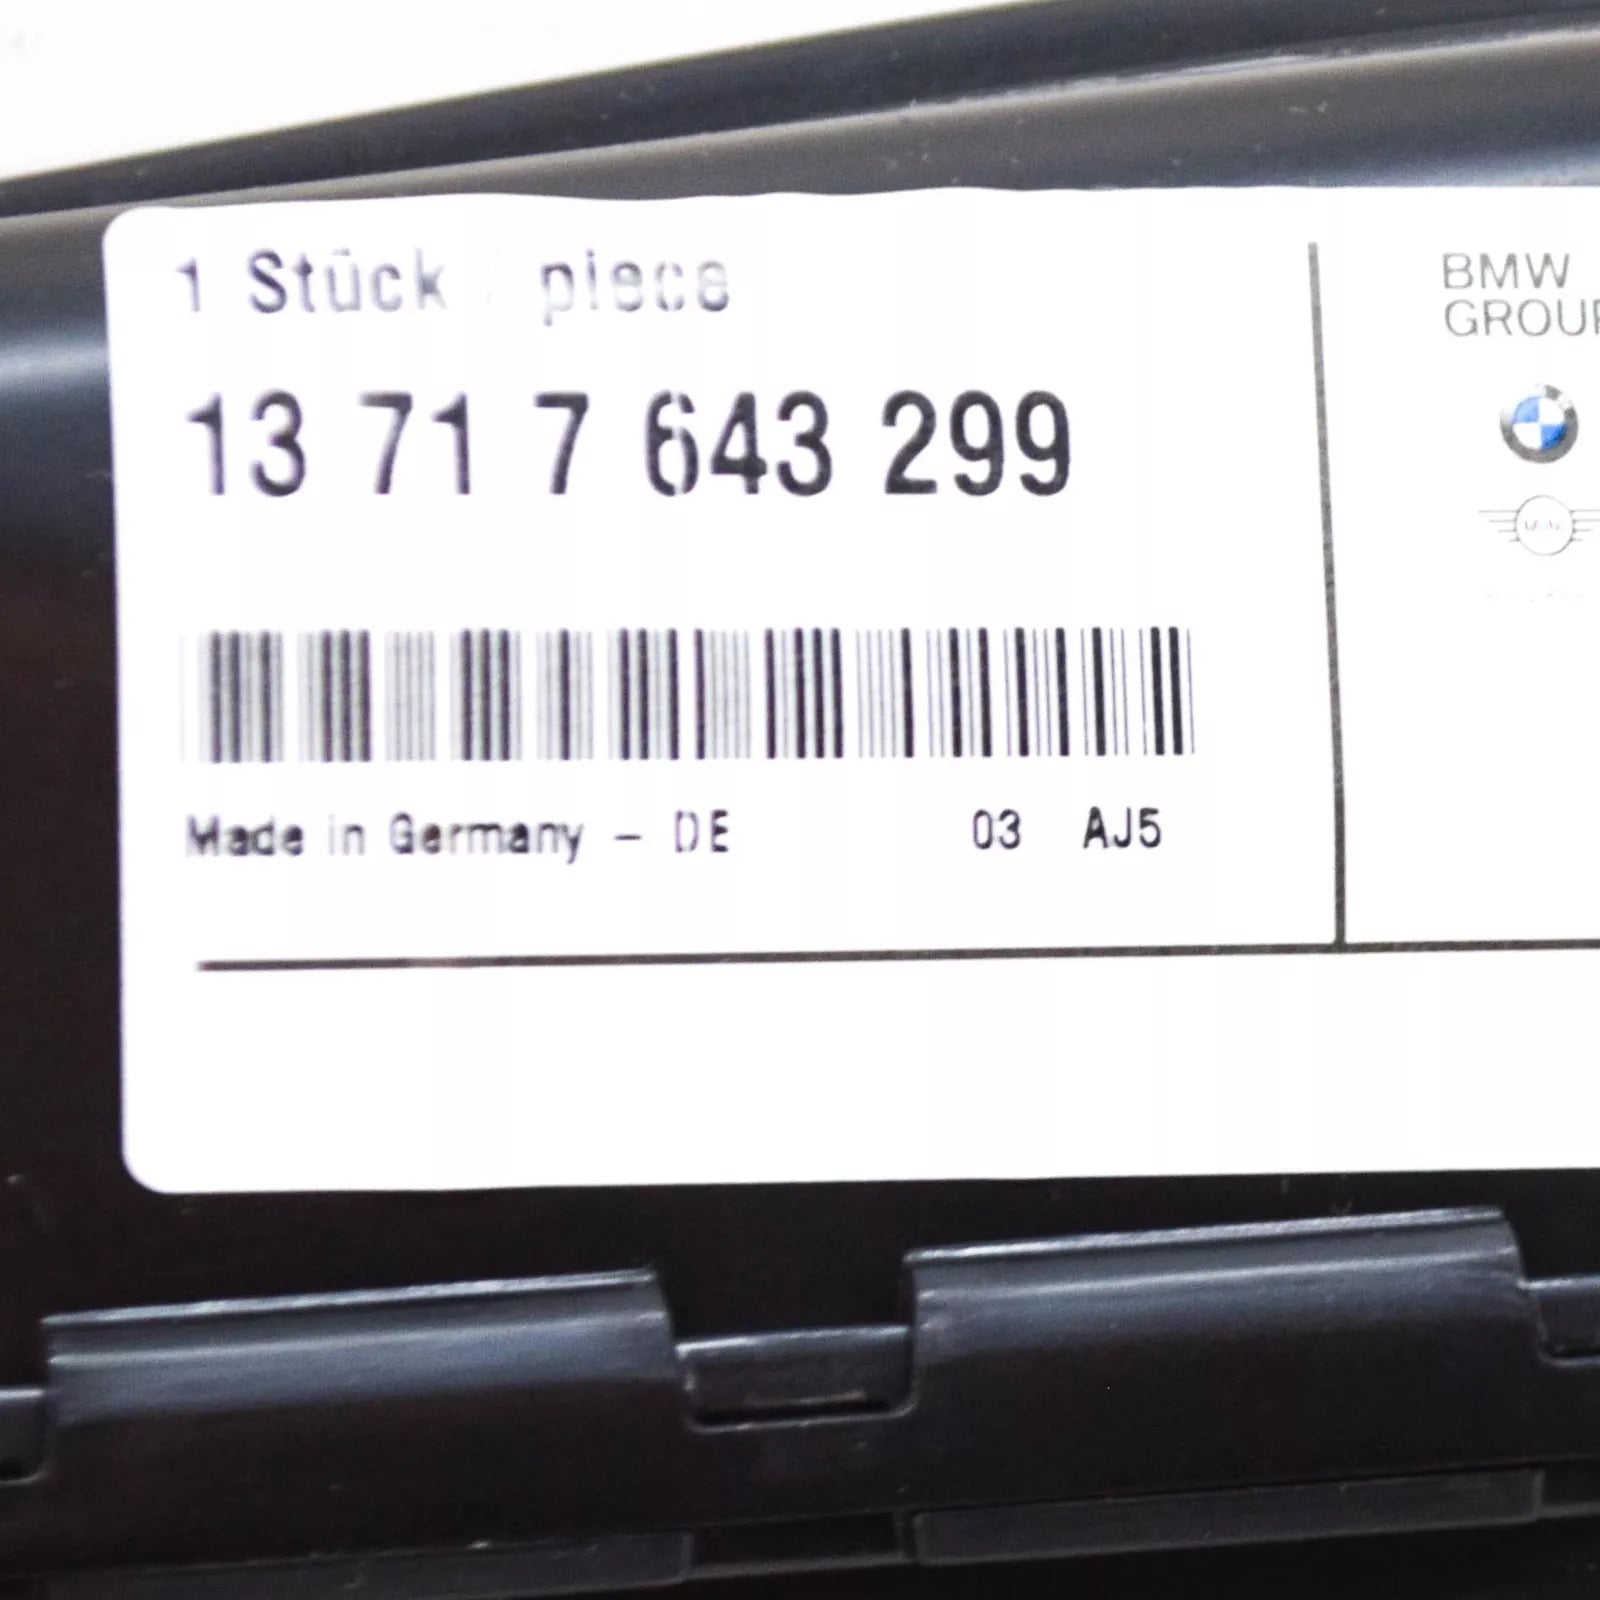 1 Stück / piece
13 71 7 643 299
Made in Germany - DE 03 AJ5
BMW
GROUP